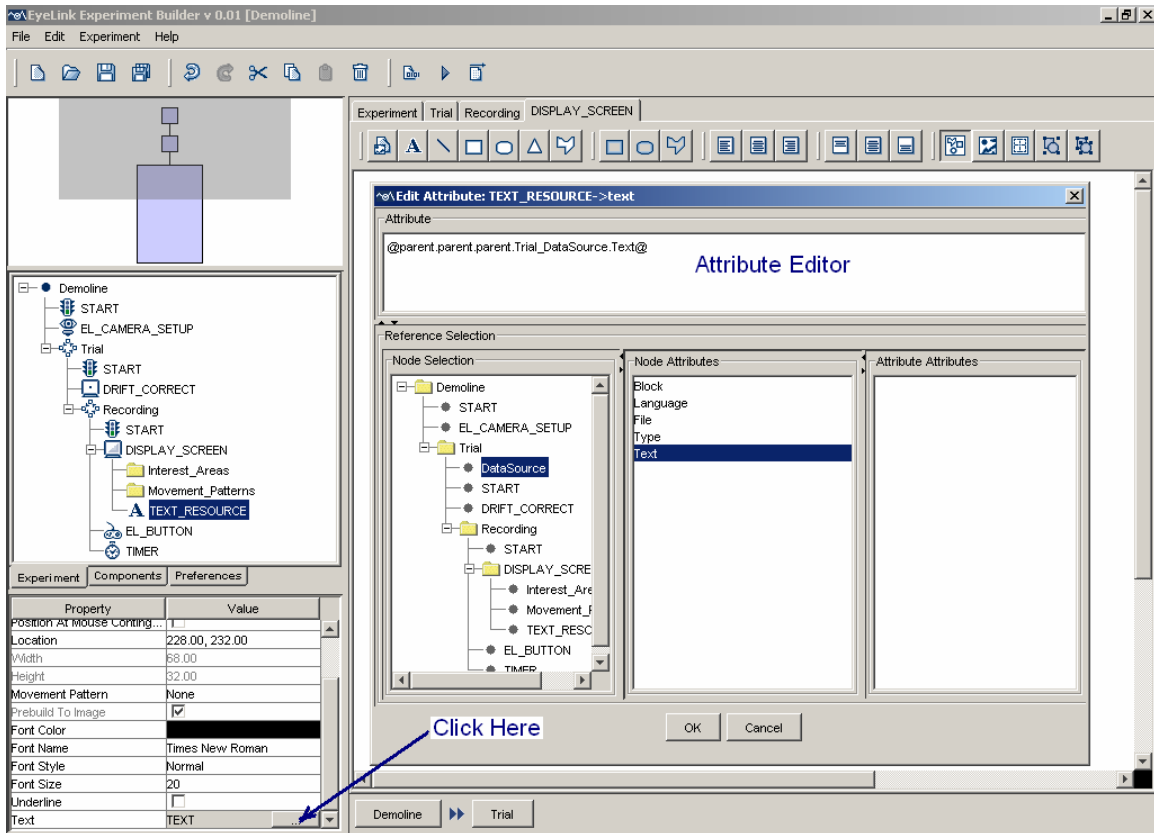 EyeLink Experiment Builder v 0.01 [Demoline]
File Edit Experiment Help
Experiment Trial Recording DISPLAY_SCREEN
Demoline
START
EL_CAMERA_SETUP
Trial
START
DRIFT_CORRECT
Recording
START
DISPLAY_SCREEN
Interest_Areas
Movement_Patterns
TEXT_RESOURCE
EL_BUTTON
TIMER
Experiment Components Preferences
Property Value
Position At Mouse Conting...
Location 228.00, 232.00
Width 68.00
Height 32.00
Movement Pattern None
Prebuild To Image
Font Color
Font Name Times New Roman
Font Style Normal
Font Size 20
Underline
Text TEXT ...
Edit Attribute: TEXT_RESOURCE->text
Attribute
@parent.parent.parent.Trial_DataSource.Text@
Attribute Editor
Reference Selection
Node Selection
Demoline
START
EL_CAMERA_SETUP
Trial
DataSource
START
DRIFT_CORRECT
Recording
START
DISPLAY_SCRE
Interest_Are
Movement_F
TEXT_RESC
EL_BUTTON
TIMER
Node Attributes
Block
Language
File
Type
Text
Attribute Attributes
OK Cancel
Click Here
Demoline Trial